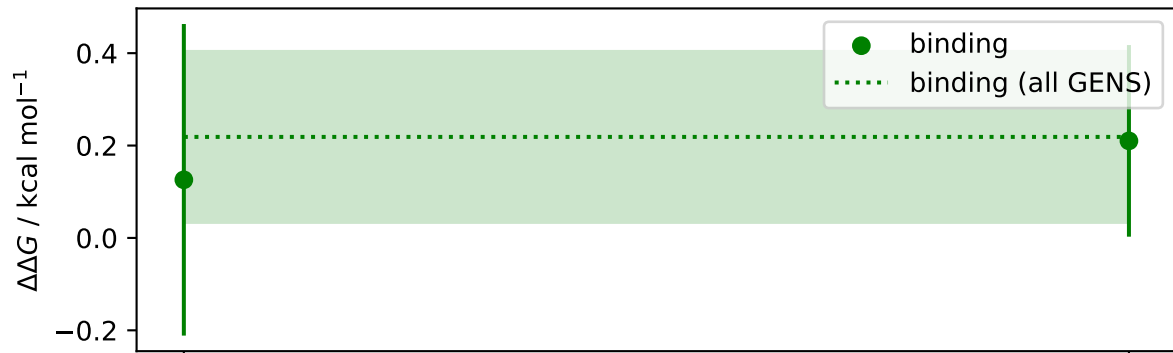 0.4
0.2
0.0
−0.2
ΔΔG / kcal mol⁻¹
binding
binding (all GENS)